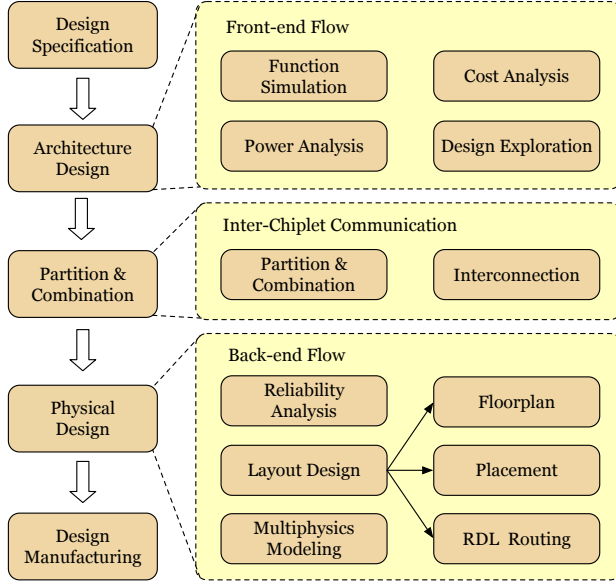 Design
Specification
Architecture
Design
Partition &
Combination
Physical
Design
Design
Manufacturing
Front-end Flow
Function
Simulation
Cost Analysis
Power Analysis
Design Exploration
Inter-Chiplet Communication
Partition &
Combination
Interconnection
Back-end Flow
Reliability
Analysis
Floorplan
Layout Design
Placement
Multiphysics
Modeling
RDL Routing